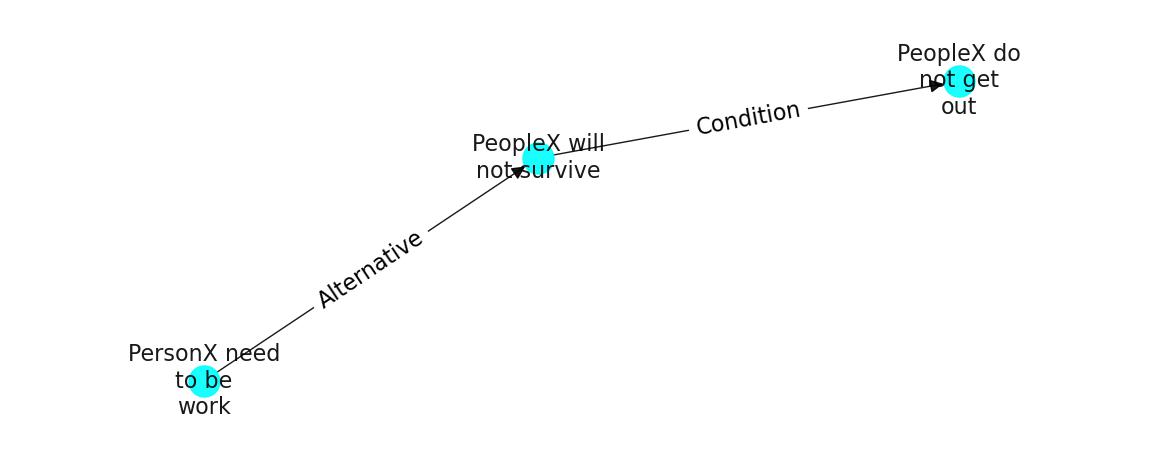 PeopleX do
not get
out
Condition
PeopleX will
not survive
Alternative
PersonX need
to be
work